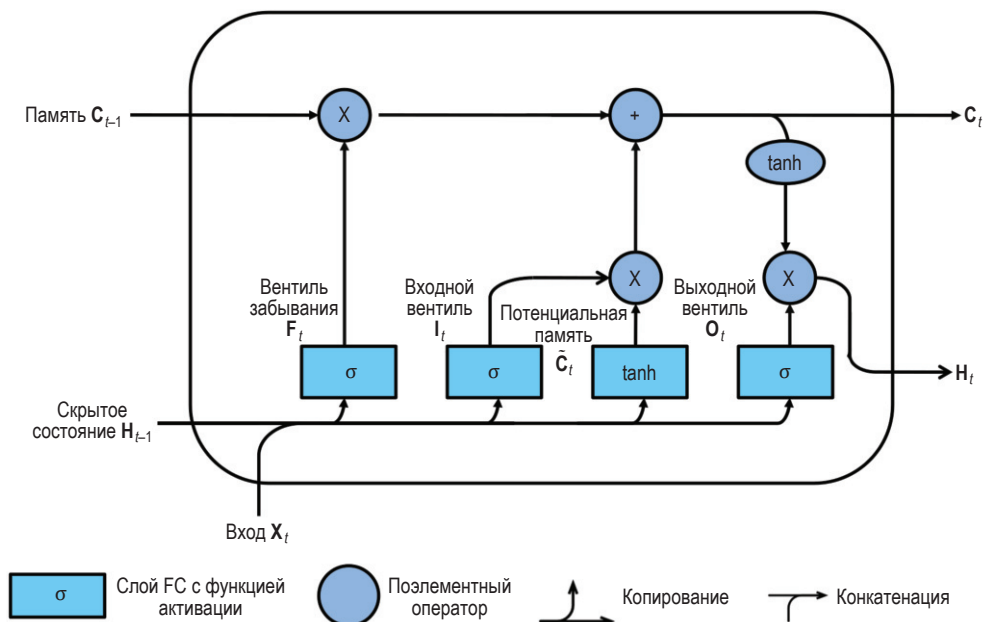 Память C_{t–1}
X
+
C_t
tanh
Вентиль
забывания
F_t
Входной
вентиль
I_t
Потенциальная
память
C̃_t
X
Выходной
вентиль
O_t
X
σ
σ
tanh
σ
H_t
Скрытое
состояние H_{t–1}
Вход X_t
σ
Слой FC с функцией
активации
Поэлементный
оператор
Копирование
Конкатенация